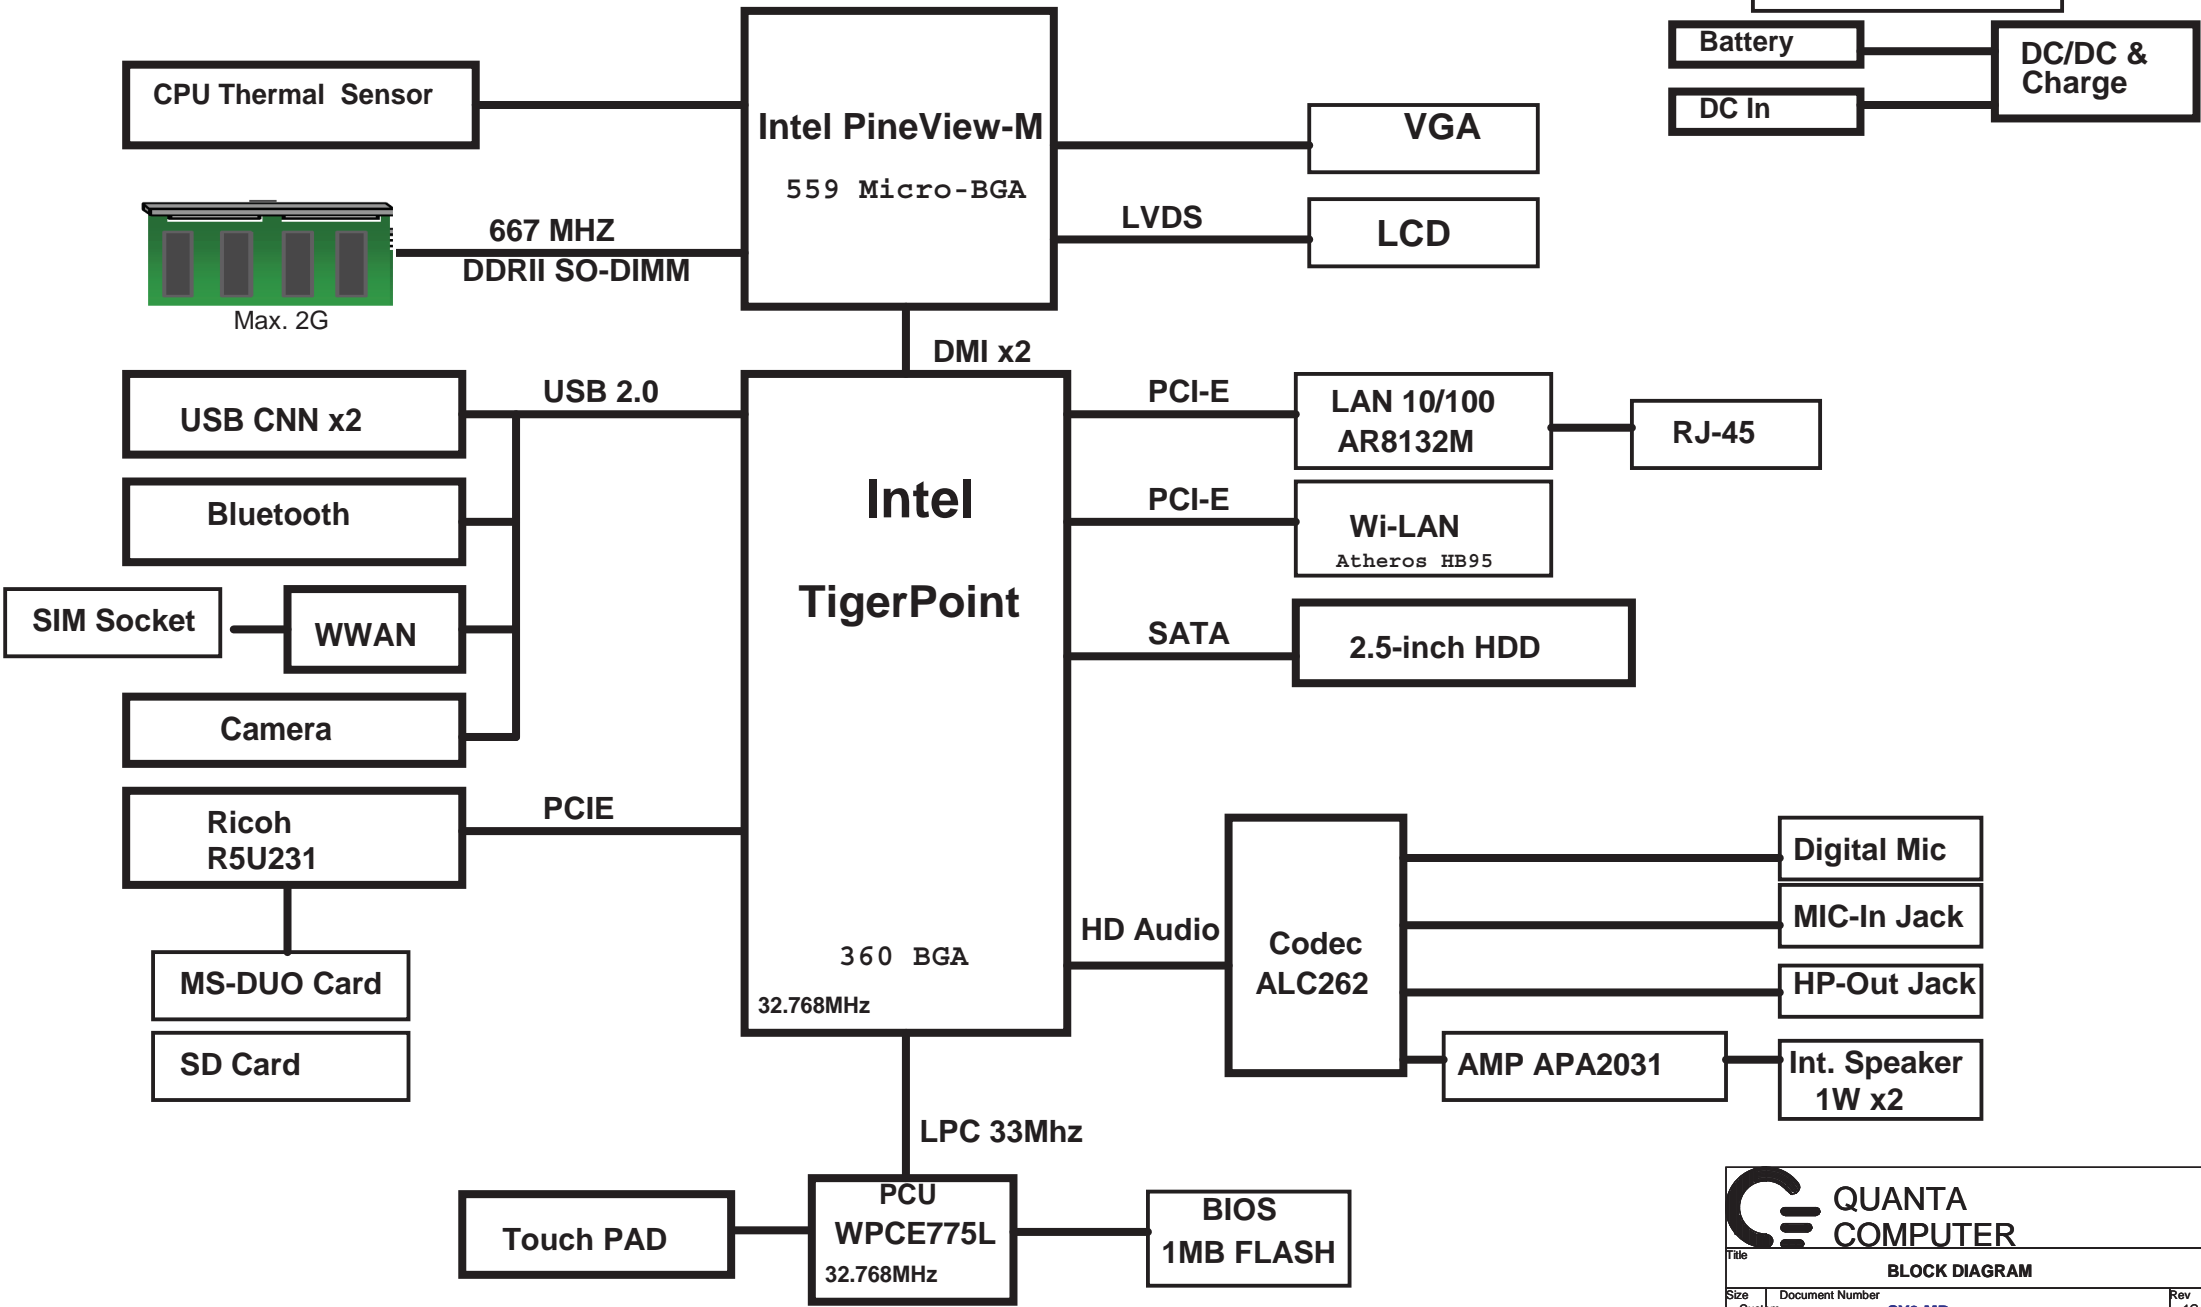 Battery
DC/DC &
Charge
DC In
CPU Thermal  Sensor
Intel PineView-M
559 Micro-BGA
VGA
LVDS
LCD
667 MHZ
DDRII SO-DIMM
Max. 2G
DMI x2
USB CNN x2
USB 2.0
Bluetooth
SIM Socket
WWAN
Camera
Ricoh
R5U231
PCIE
MS-DUO Card
SD Card
Intel
TigerPoint
360 BGA
32.768MHz
PCI-E
LAN 10/100
AR8132M
RJ-45
PCI-E
Wi-LAN
Atheros HB95
SATA
2.5-inch HDD
HD Audio
Codec
ALC262
Digital Mic
MIC-In Jack
HP-Out Jack
AMP APA2031
Int. Speaker
1W x2
LPC 33Mhz
Touch PAD
PCU
WPCE775L
32.768MHz
BIOS
1MB FLASH
QUANTA
COMPUTER
Title
BLOCK DIAGRAM
Size
Document Number
Rev